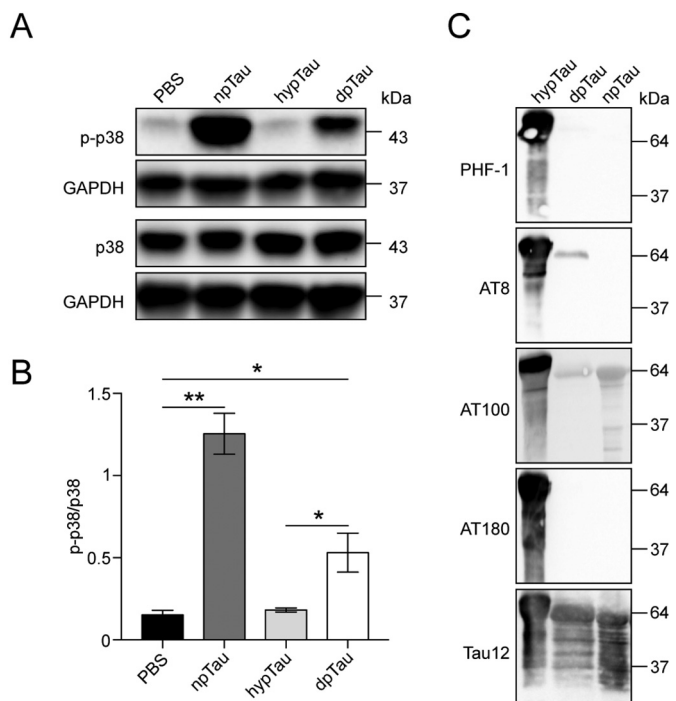 A
PBS
npTau
hypTau
dpTau
kDa
p-p38
43
GAPDH
37
p38
43
GAPDH
37
B
1.5
1
0.5
0
p-p38/p38
*
**
*
PBS
npTau
hypTau
dpTau
C
hypTau
dpTau
npTau
kDa
PHF-1
64
37
AT8
64
37
AT100
64
37
AT180
64
37
Tau12
64
37